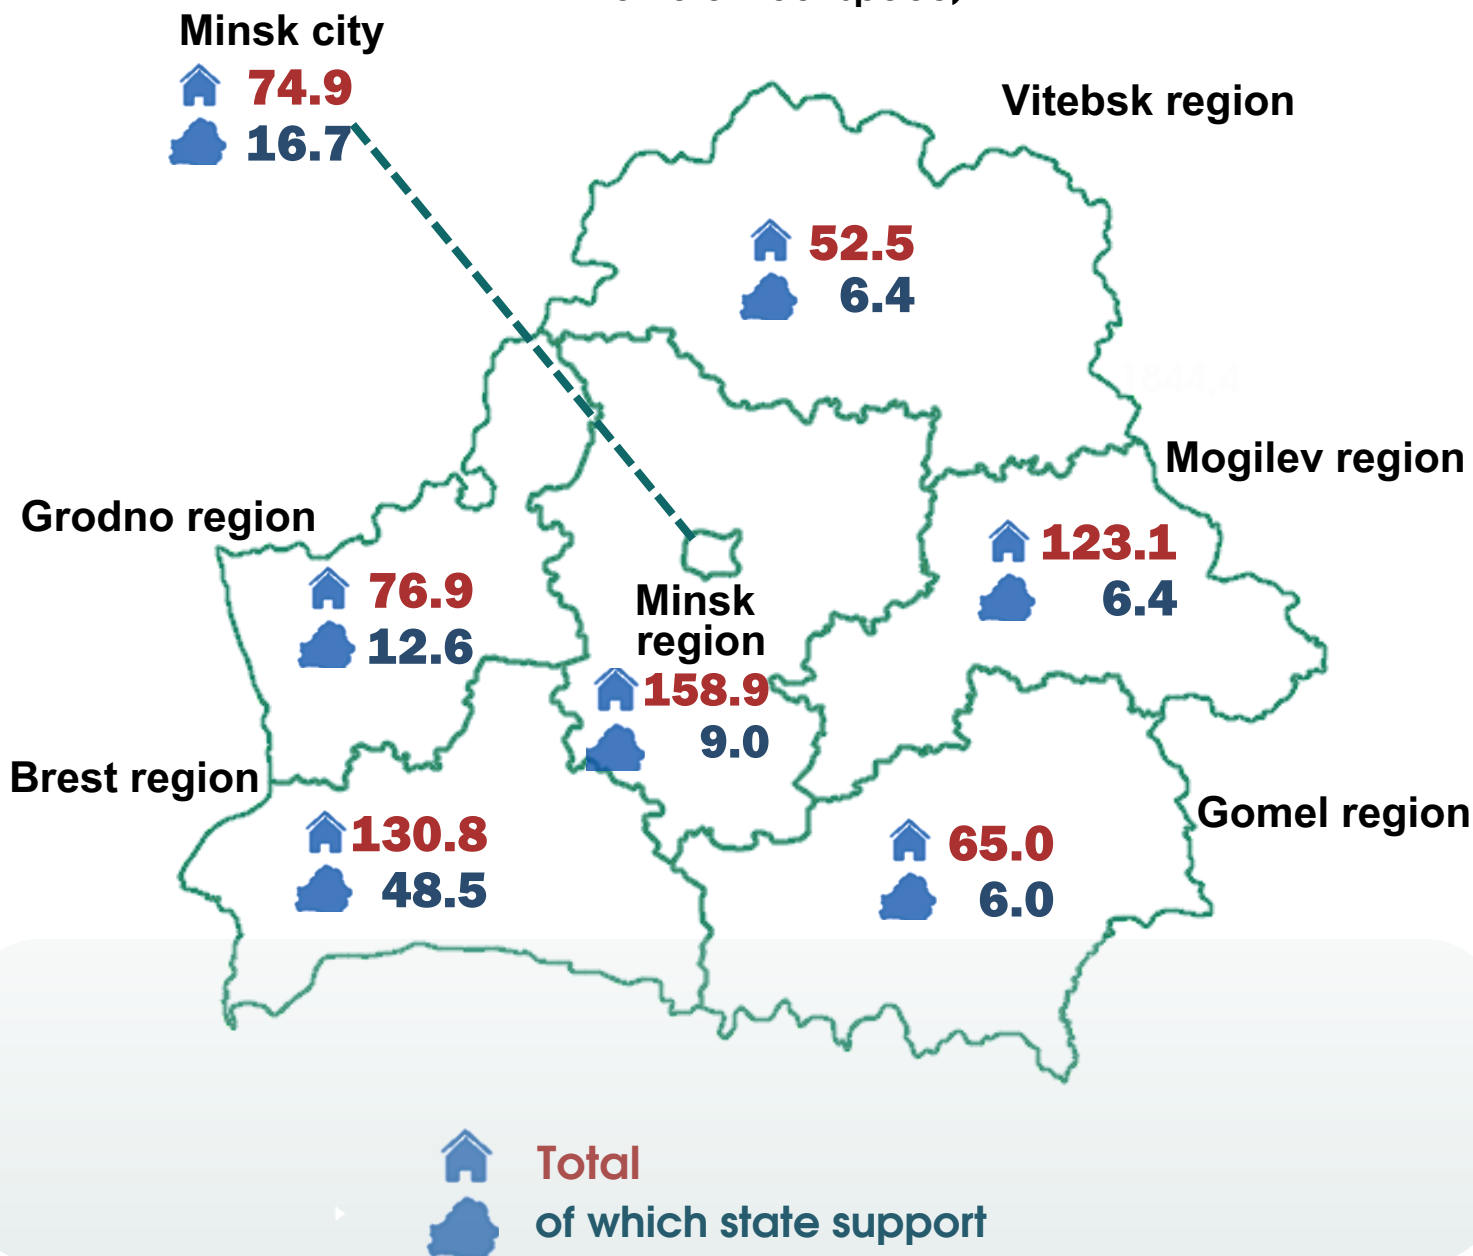 Minsk city
74.9
16.7
Vitebsk region
52.5
6.4
Mogilev region
123.1
6.4
Grodno region
76.9
12.6
Minsk
region
158.9
9.0
Brest region
130.8
48.5
Gomel region
65.0
6.0
Total
of which state support